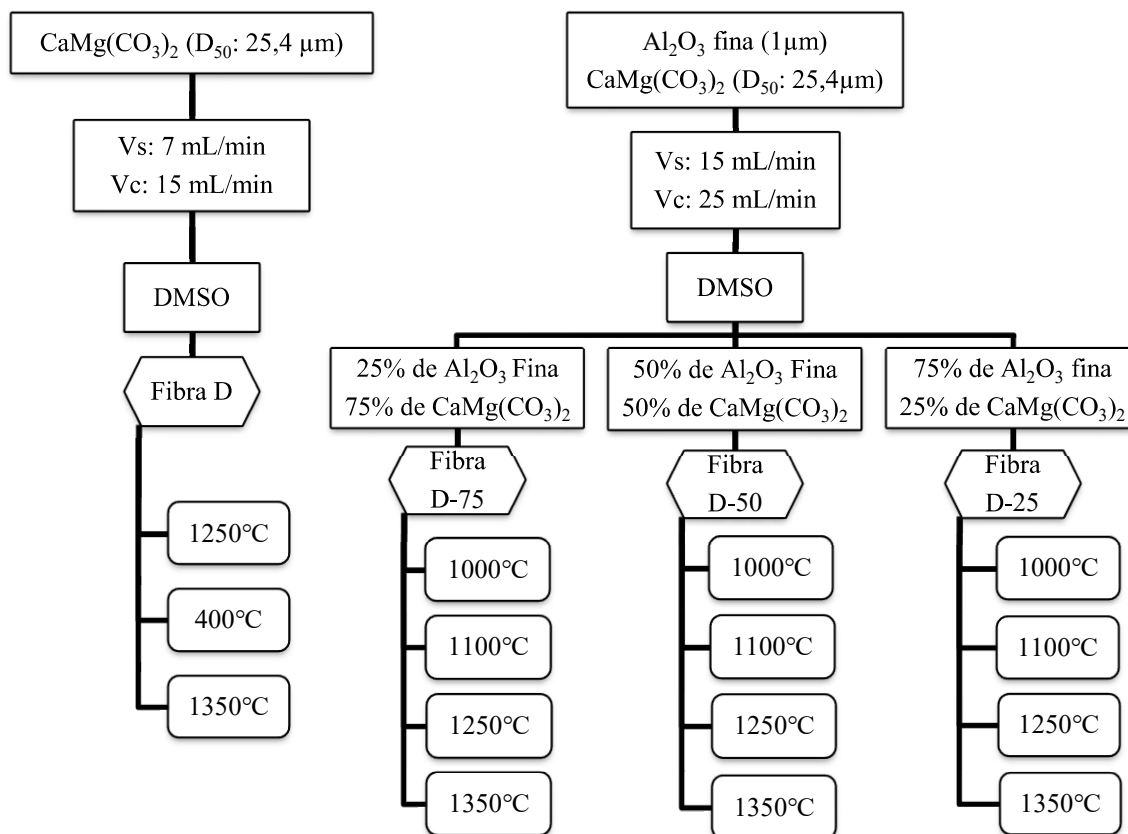 CaMg(CO₃)₂ (D₅₀: 25,4 µm)
Vs: 7 mL/min
Vc: 15 mL/min
DMSO
Fibra D
1250°C
400°C
1350°C
Al₂O₃ fina (1µm)
CaMg(CO₃)₂ (D₅₀: 25,4µm)
Vs: 15 mL/min
Vc: 25 mL/min
DMSO
25% de Al₂O₃ Fina
75% de CaMg(CO₃)₂
Fibra
D-75
1000°C
1100°C
1250°C
1350°C
50% de Al₂O₃ Fina
50% de CaMg(CO₃)₂
Fibra
D-50
1000°C
1100°C
1250°C
1350°C
75% de Al₂O₃ fina
25% de CaMg(CO₃)₂
Fibra
D-25
1000°C
1100°C
1250°C
1350°C